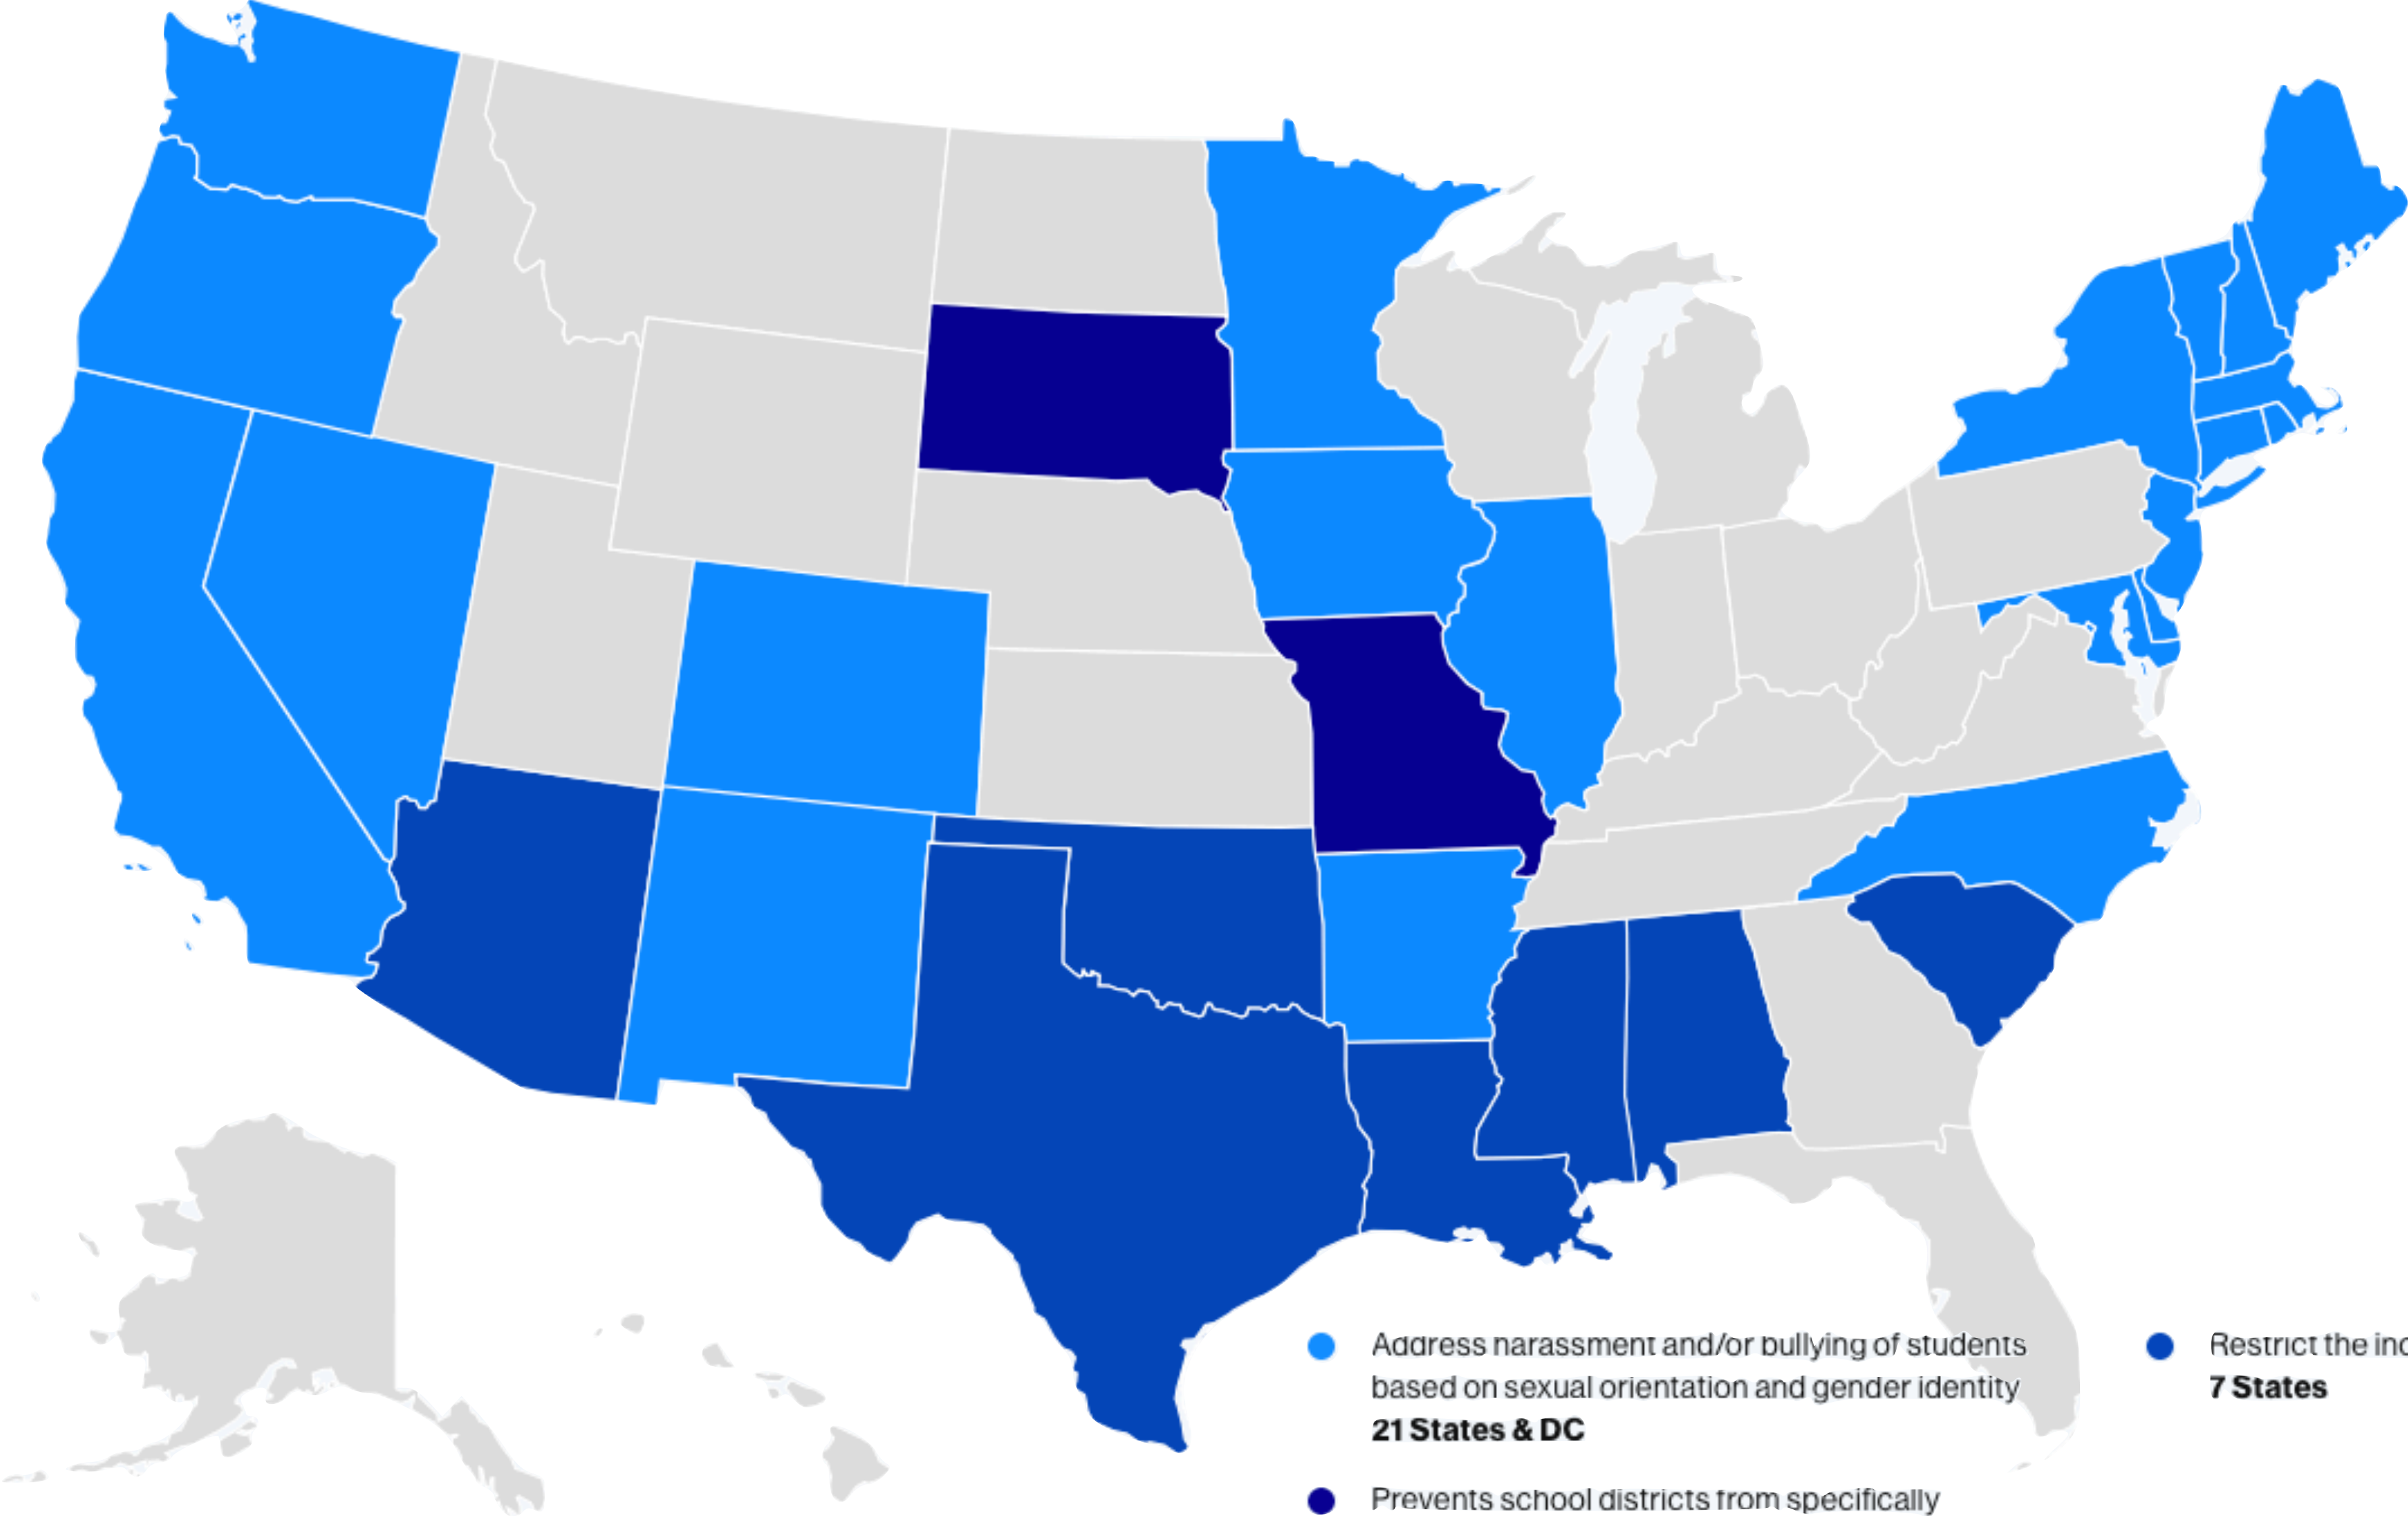 Address harassment and/or bullying of students
based on sexual orientation and gender identity
21 States & DC
Restrict the
7 States
Prevents school districts from specifically